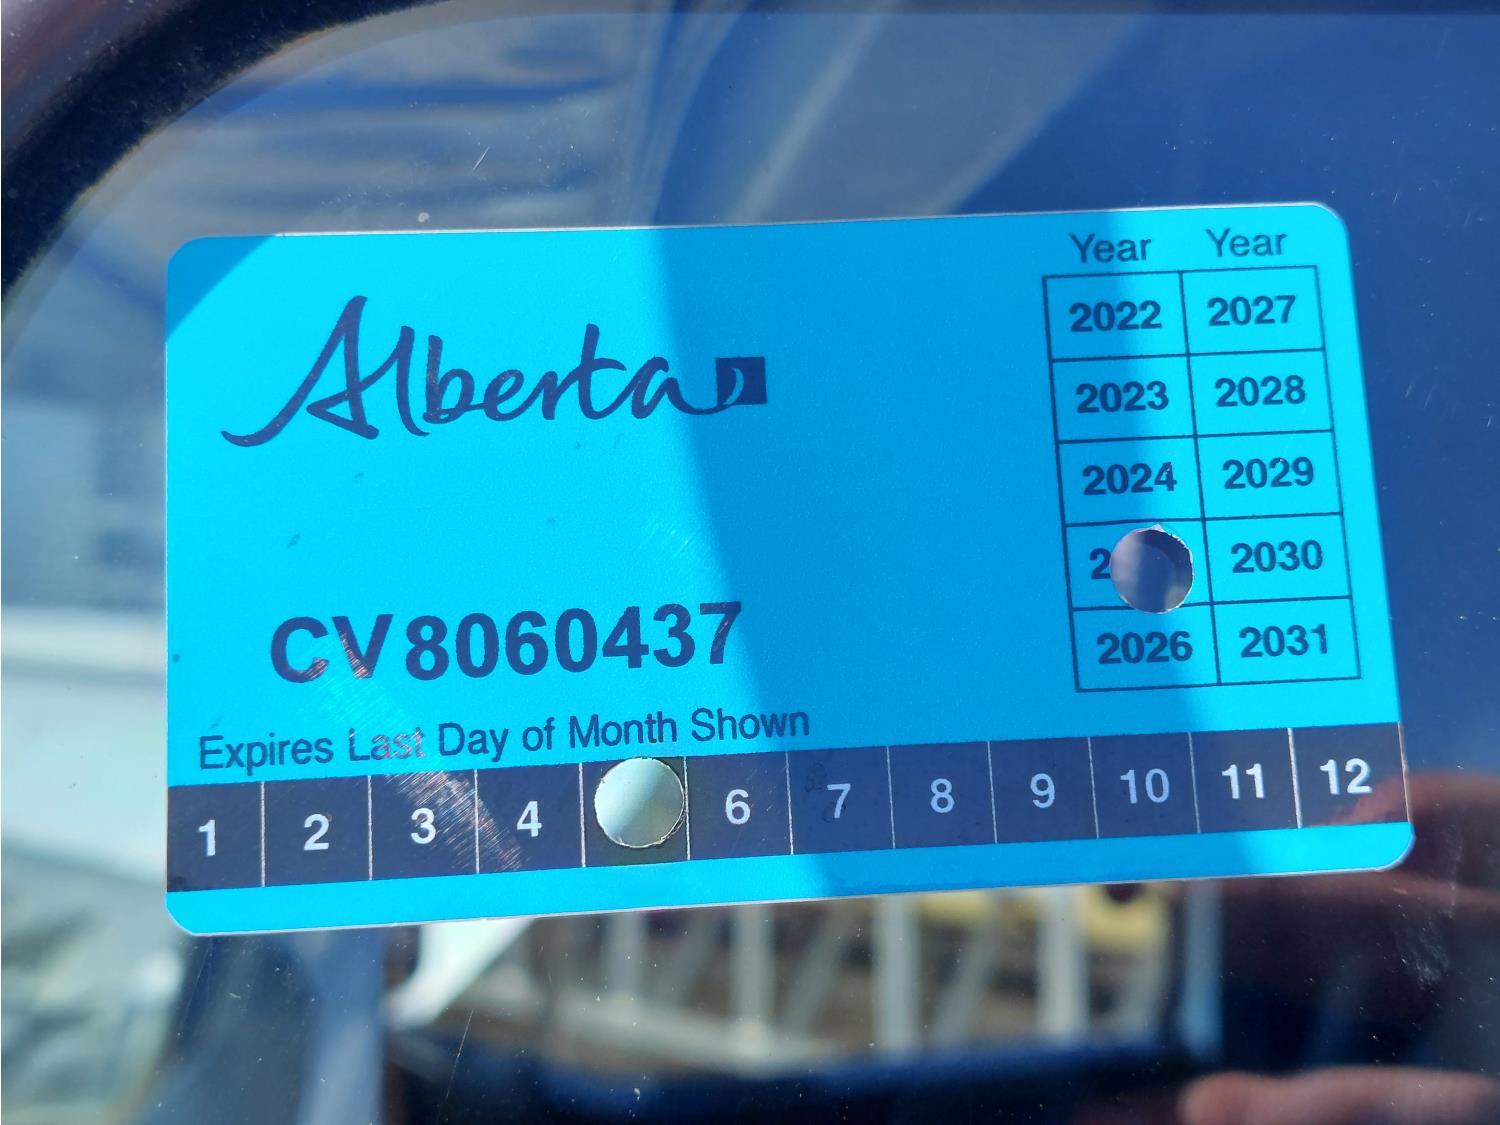 Alberta
Year Year
2022 2027
2023 2028
2024 2029
2030
2026 2031
CV8060437
Expires Last Day of Month Shown
1 2 3 4 6 7 8 9 10 11 12